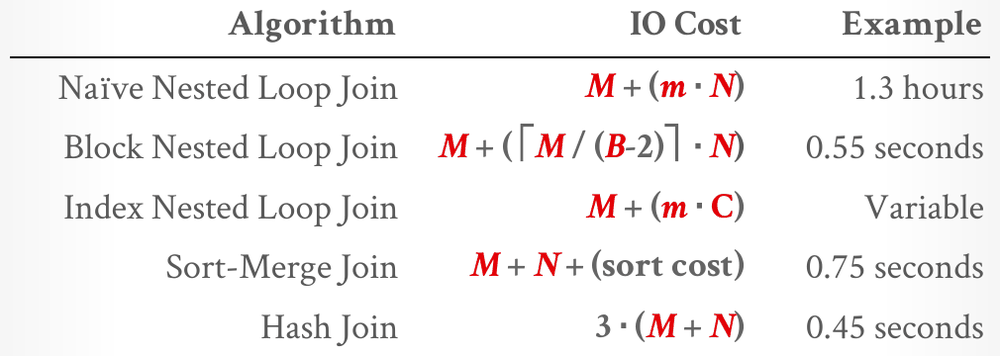 Algorithm IO Cost Example
Naïve Nested Loop Join M + (m · N) 1.3 hours
Block Nested Loop Join M + (⌈M / (B-2)⌉ · N) 0.55 seconds
Index Nested Loop Join M + (m · C) Variable
Sort-Merge Join M + N + (sort cost) 0.75 seconds
Hash Join 3 · (M + N) 0.45 seconds